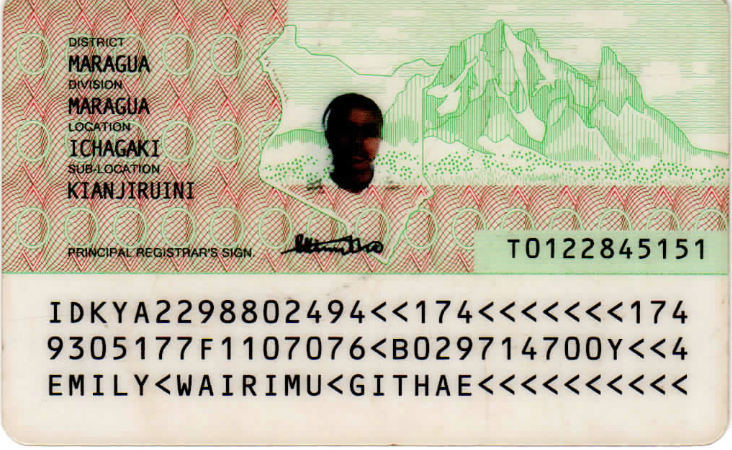 DISTRICT
MARAGUA
DIVISION
MARAGUA
LOCATION
ICHAGAKI
SUB-LOCATION
KIANJIRUINI
PRINCIPAL REGISTRAR'S SIGN.
T0122845151
IDKYA2298802494<<174<<<<<<<174
9305177F1107076<B029714700Y<<4
EMILY<WAIRIMU<GITHAE<<<<<<<<<<